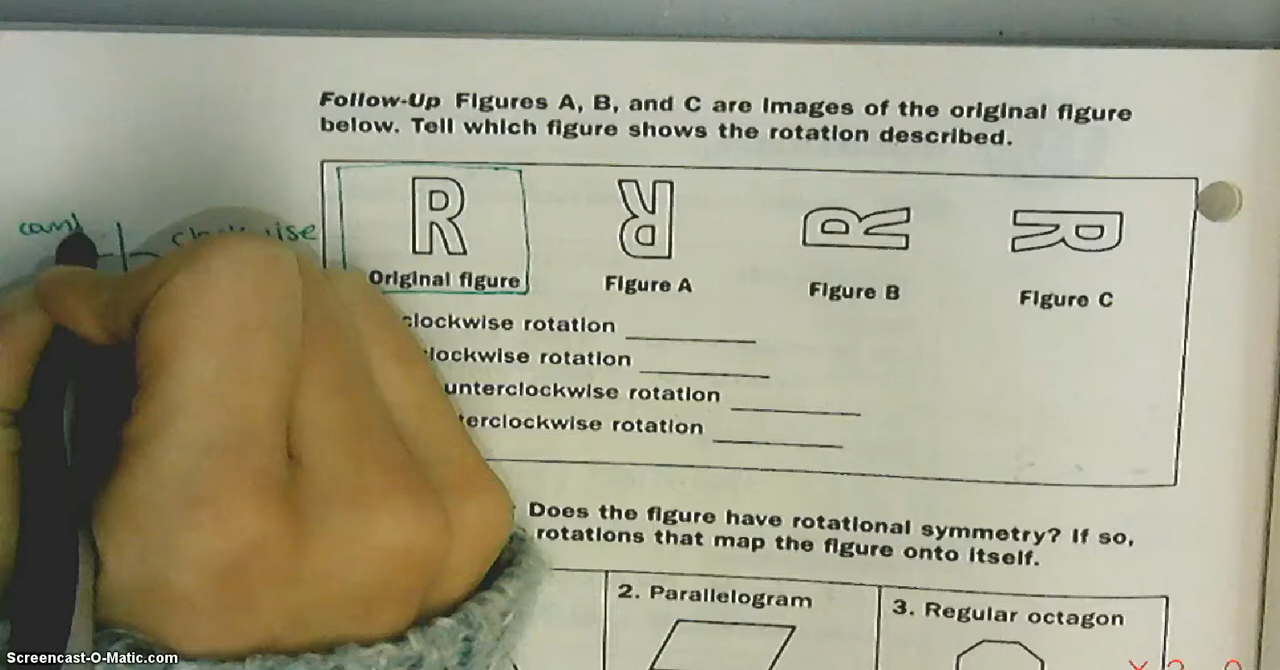 Follow-Up Figures A, B, and C are images of the original figure
below. Tell which figure shows the rotation described.
R R R R
Original figure Figure A Figure B Figure C
clockwise rotation
lockwise rotation
unterclockwise rotation
terclockwise rotation
Does the figure have rotational symmetry? If so,
rotations that map the figure onto itself.
2. Parallelogram 3. Regular octagon
Screencast-O-Matic.com